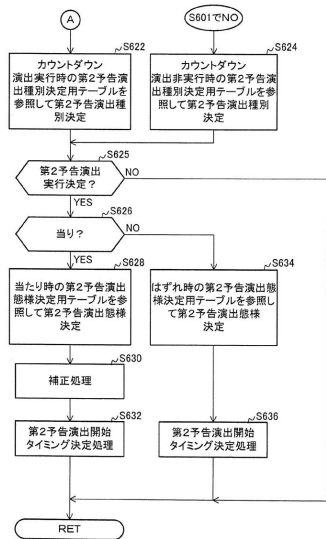 A
S601でNO
S622
S624
カウントダウン
演出実行時の第2予告演
出種別決定用テーブルを
参照して第2予告演出種
別決定
カウントダウン
演出非実行時の第2予告演
出種別決定用テーブルを参
照して第2予告演出種別
決定
S625
第2予告演出
実行決定?
NO
YES
S626
当り?
NO
YES
S628
S634
当たり時の第2予告演出
態様決定用テーブルを参
照して第2予告演出態様
決定
はずれ時の第2予告演出態
様決定用テーブルを参照し
て第2予告演出態様
決定
S630
補正処理
S632
S636
第2予告演出開始
タイミング決定処理
第2予告演出開始
タイミング決定処理
RET